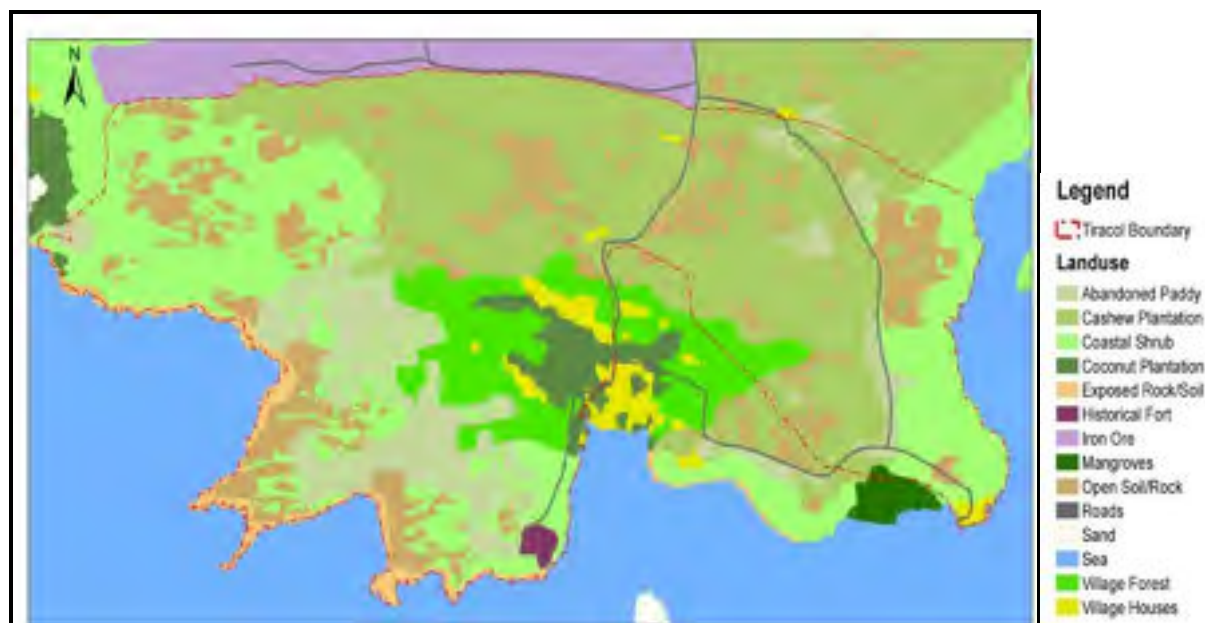 N
Legend
Tiracol Boundary
Landuse
Abandoned Paddy
Cashew Plantation
Coastal Shrub
Coconut Plantation
Exposed Rock/Soil
Historical Fort
Iron Ore
Mangroves
Open Soil/Rock
Roads
Sand
Sea
Village Forest
Village Houses